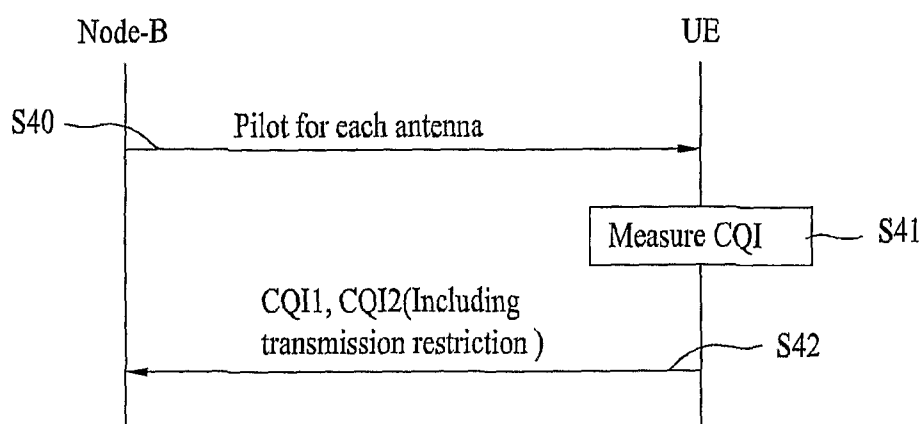 Node-B
UE
S40
Pilot for each antenna
Measure CQI
S41
CQI1, CQI2(Including
transmission restriction )
S42